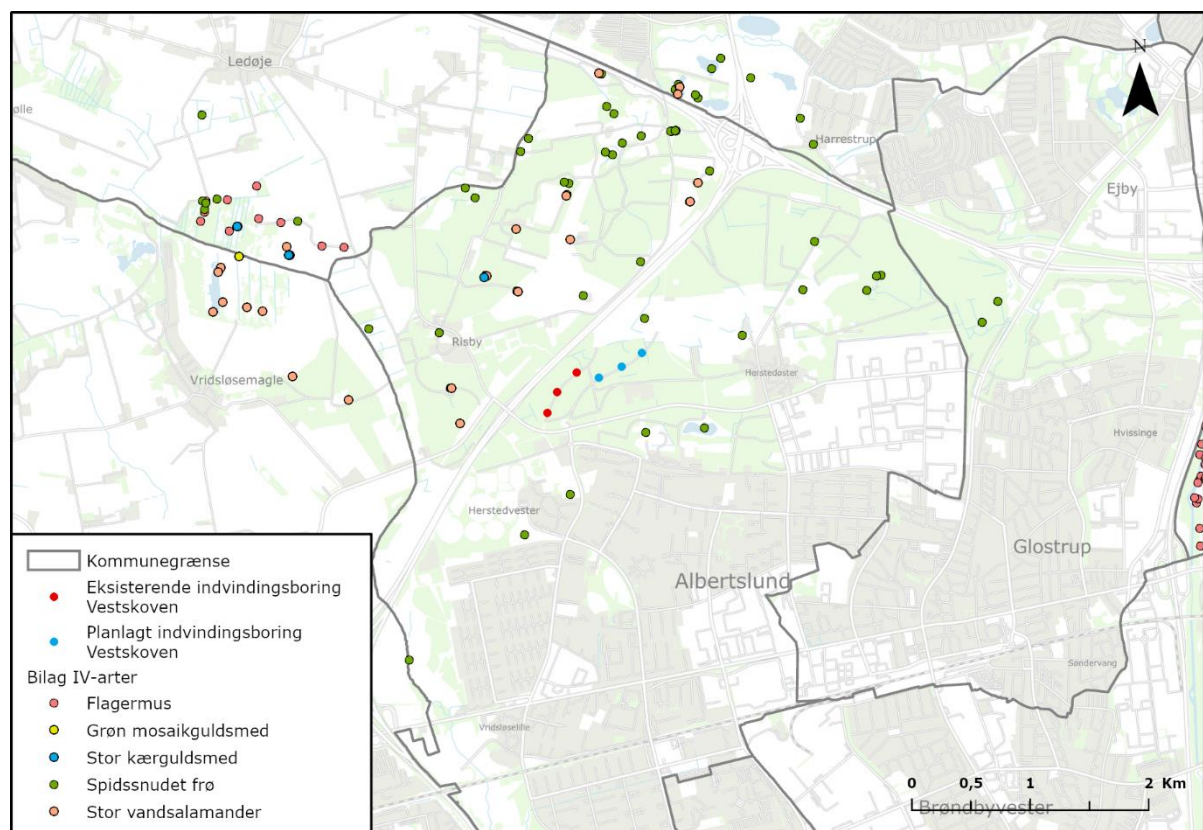 Ledøje
N
ølle
Harrestrup
Ejby
Risby
Vridsløsemagle
Herstedøster
Hvissinge
Herstedvester
Glostrup
Albertslund
Søndervang
Vridsløselille
Brøndbyvester
0 0,5 1 2 Km
Kommunegrænse
Eksisterende indvindingsboring
Vestskoven
Planlagt indvindingsboring
Vestskoven
Bilag IV-arter
Flagermus
Grøn mosaikguldsmed
Stor kærguldsmed
Spidssnudet frø
Stor vandsalamander